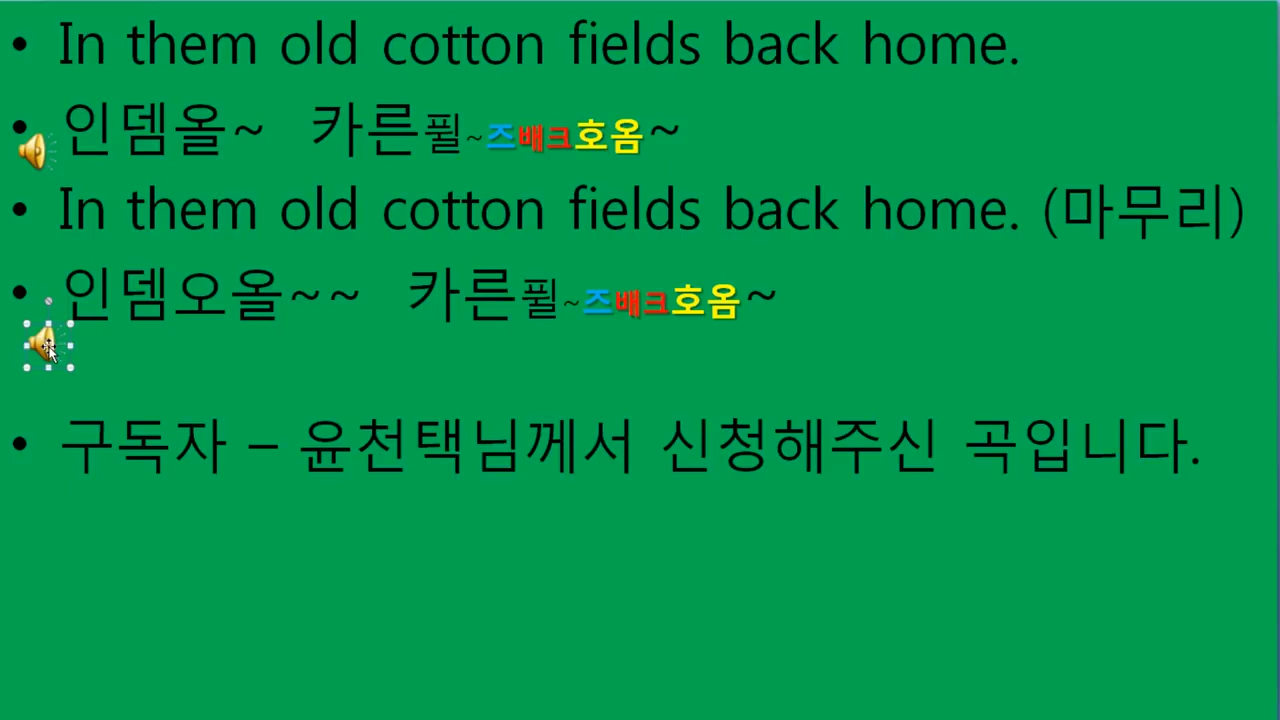 • In them old cotton fields back home.
• 인뎀올~ 카른퓔~즈배크호옴~
• In them old cotton fields back home. (마무리)
• 인뎀오올~~ 카른퓔~즈배크호옴~
• 구독자 – 윤천택님께서 신청해주신 곡입니다.